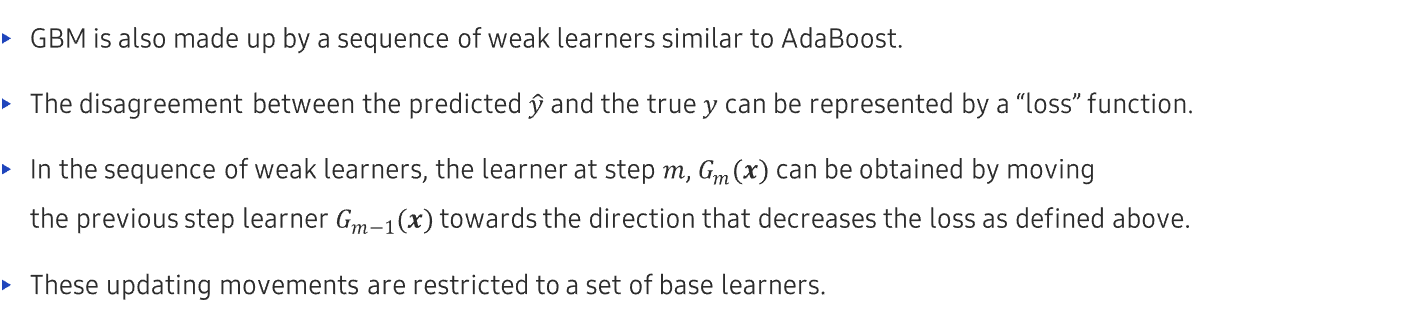 ▸ GBM is also made up by a sequence of weak learners similar to AdaBoost.
▸ The disagreement between the predicted ŷ and the true y can be represented by a “loss” function.
▸ In the sequence of weak learners, the learner at step m, Gₘ(x) can be obtained by moving
the previous step learner Gₘ₋₁(x) towards the direction that decreases the loss as defined above.
▸ These updating movements are restricted to a set of base learners.